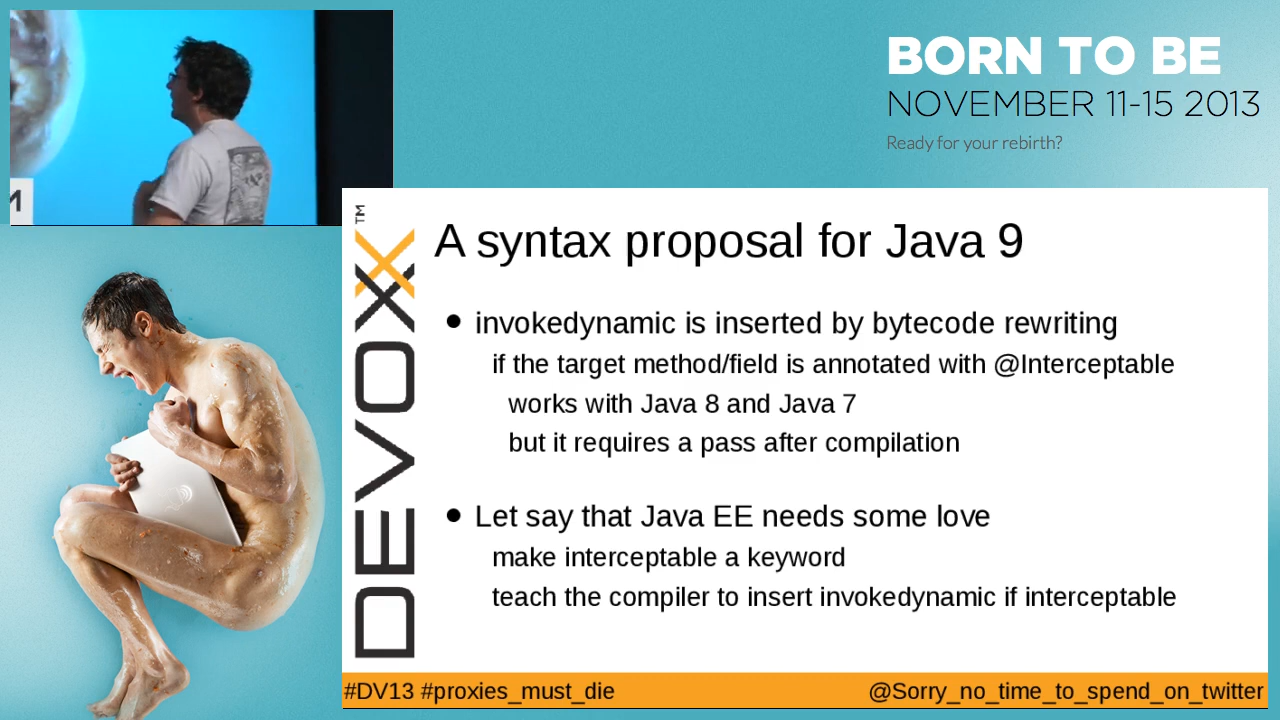 BORN TO BE
NOVEMBER 11-15 2013
Ready for your rebirth?
M
DEVOXX™
A syntax proposal for Java 9
• invokedynamic is inserted by bytecode rewriting
if the target method/field is annotated with @Interceptable
works with Java 8 and Java 7
but it requires a pass after compilation
• Let say that Java EE needs some love
make interceptable a keyword
teach the compiler to insert invokedynamic if interceptable
#DV13 #proxies_must_die
@Sorry_no_time_to_spend_on_twitter